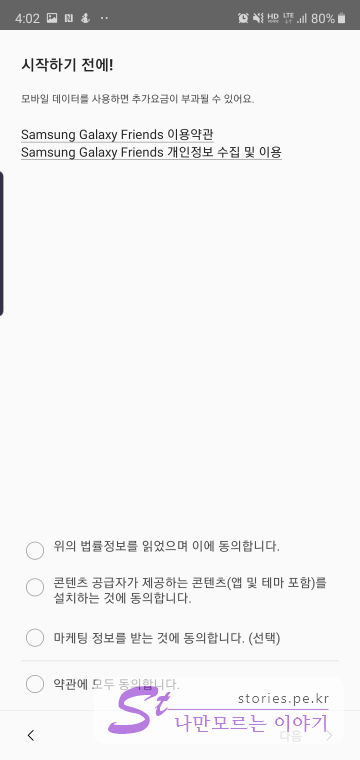 4:02
HD
LTE
80%
시작하기 전에!
모바일 데이터를 사용하면 추가요금이 부과될 수 있어요.
Samsung Galaxy Friends 이용약관
Samsung Galaxy Friends 개인정보 수집 및 이용
위의 법률정보를 읽었으며 이에 동의합니다.
콘텐츠 공급자가 제공하는 콘텐츠(앱 및 테마 포함)를
설치하는 것에 동의합니다.
마케팅 정보를 받는 것에 동의합니다. (선택)
약관에 모두 동의합니다.
St
stories.pe.kr
나만모르는 이야기
다음